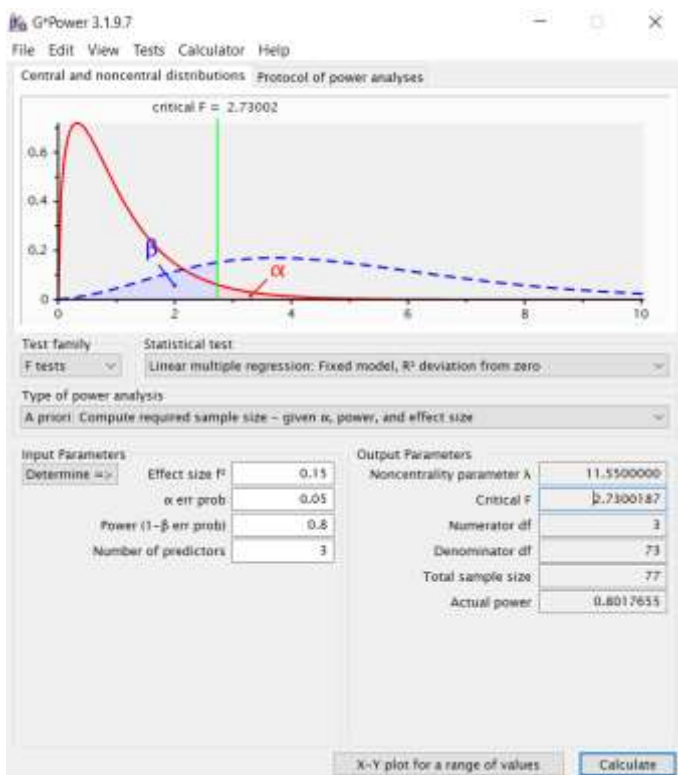 G*Power 3.1.9.7
File Edit View Tests Calculator Help
Central and noncentral distributions Protocol of power analyses
critical F = 2.73002
0.6
0.4
0.2
0
β
α
0 2 4 6 8 10
Test family Statistical test
F tests Linear multiple regression: Fixed model, R² deviation from zero
Type of power analysis
A priori: Compute required sample size – given α, power, and effect size
Input Parameters Output Parameters
Determine => Effect size f² 0.15 Noncentrality parameter λ 11.5500000
α err prob 0.05 Critical F 2.7300187
Power (1-β err prob) 0.8 Numerator df 3
Number of predictors 3 Denominator df 73
Total sample size 77
Actual power 0.8017655
X-Y plot for a range of values Calculate